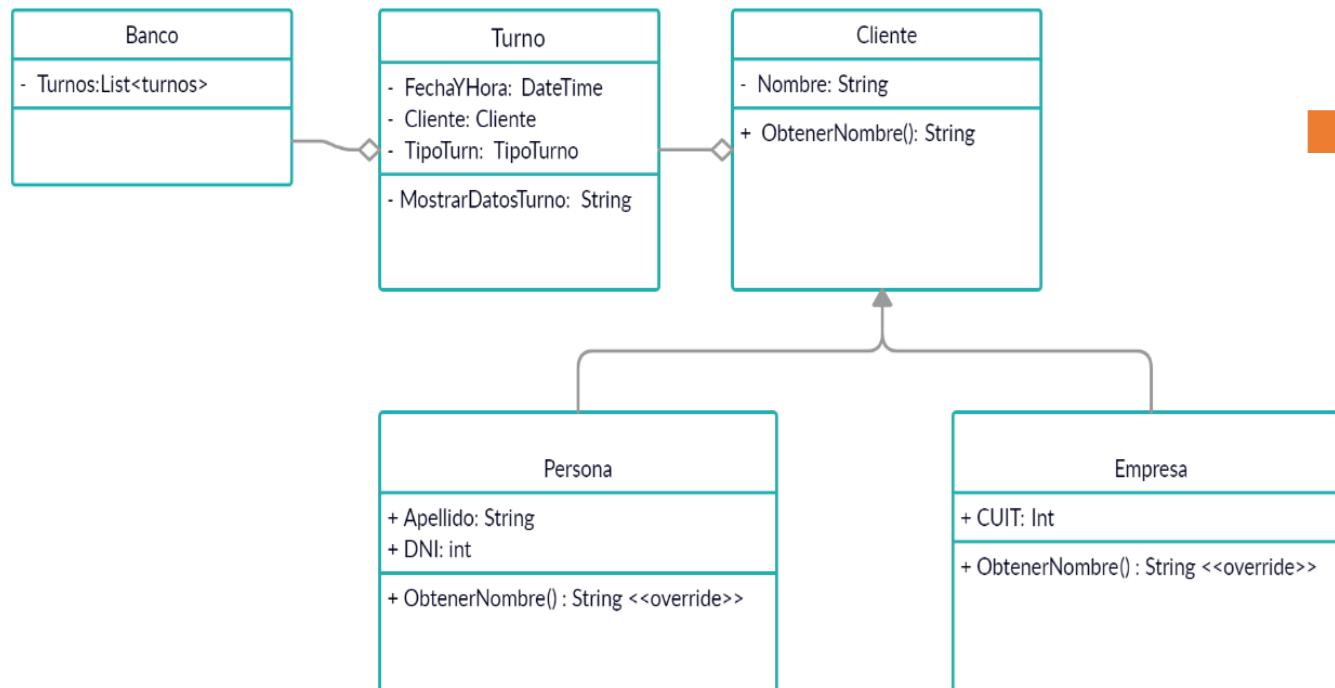 Banco
- Turnos:List<turnos>
Turno
- FechaYHora: DateTime
- Cliente: Cliente
- TipoTurn: TipoTurno
- MostrarDatosTurno: String
Cliente
- Nombre: String
+ ObtenerNombre(): String
Persona
+ Apellido: String
+ DNI: int
+ ObtenerNombre() : String <<override>>
Empresa
+ CUIT: Int
+ ObtenerNombre() : String <<override>>